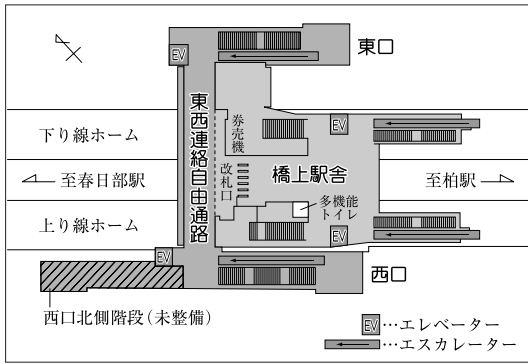 EV
東口
東西連絡自由通路
券売機
EV
下り線ホーム
改札口
橋上駅舎
至春日部駅
至柏駅
多機能
トイレ
上り線ホーム
EV
EV
西口
西口北側階段(未整備)
EV…エレベーター
…エスカレーター